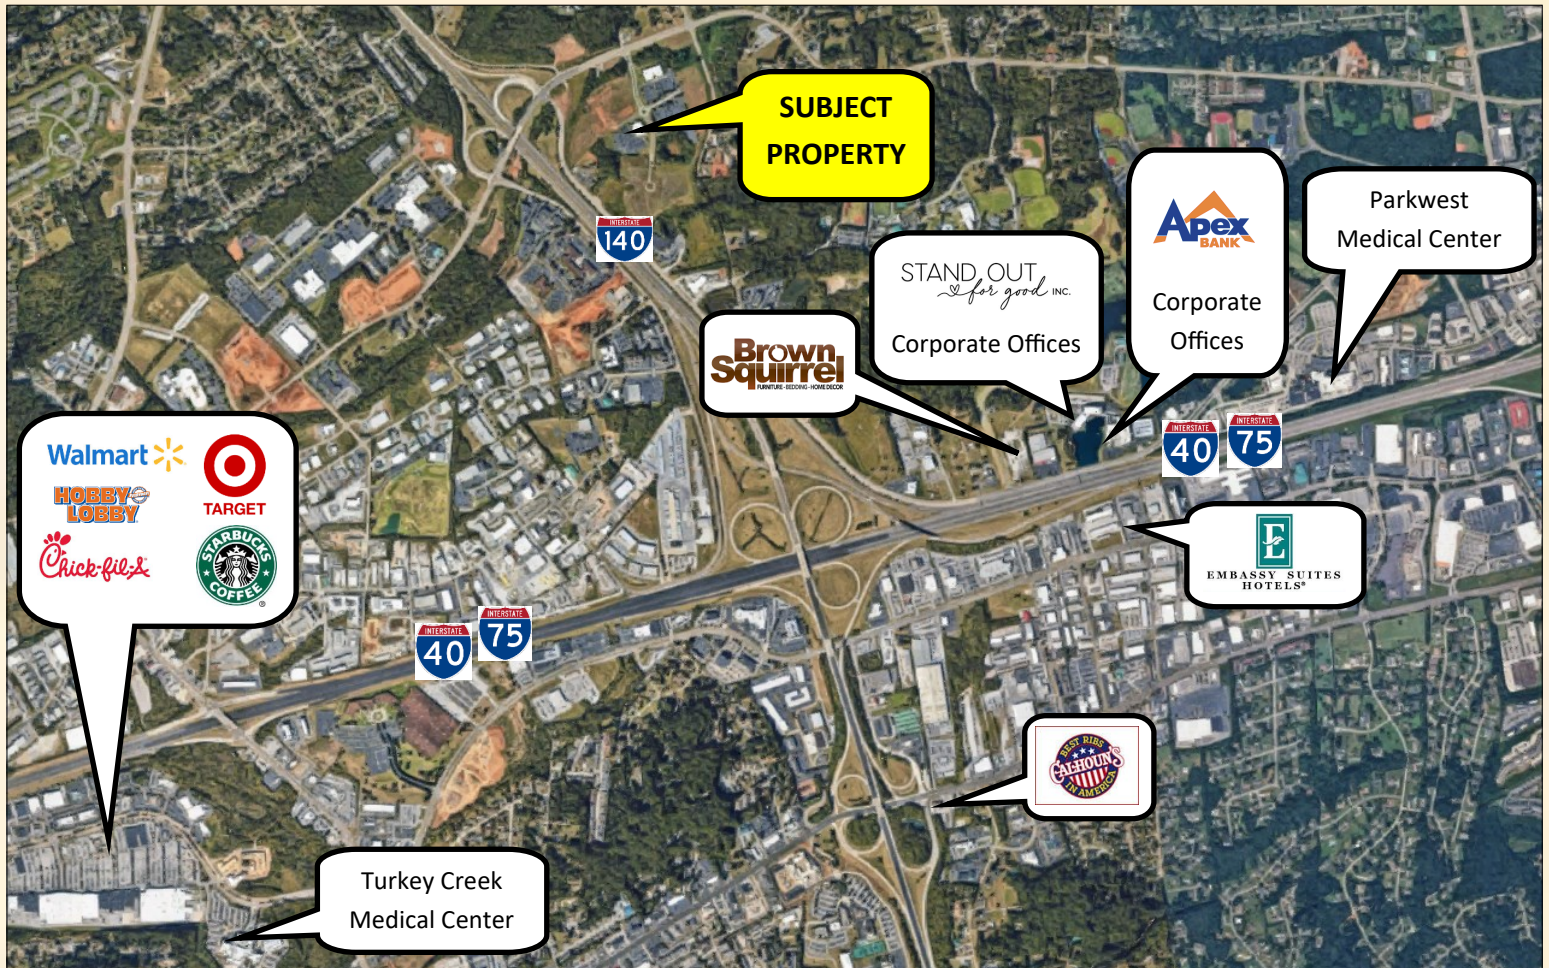 SUBJECT
PROPERTY
INTERSTATE
140
Apex
BANK
Corporate
Offices
Parkwest
Medical Center
STAND OUT
for good INC.
Corporate Offices
Brown
Squirrel
FURNITURE - BEDDING - HOME DECOR
INTERSTATE
40
INTERSTATE
75
Walmart
HOBBY
LOBBY
Chick-fil-A
TARGET
STARBUCKS
COFFEE
®
EMBASSY SUITES
HOTELS®
INTERSTATE
40
INTERSTATE
75
BEST RIBS
CALHOUN'S
IN AMERICA
Turkey Creek
Medical Center